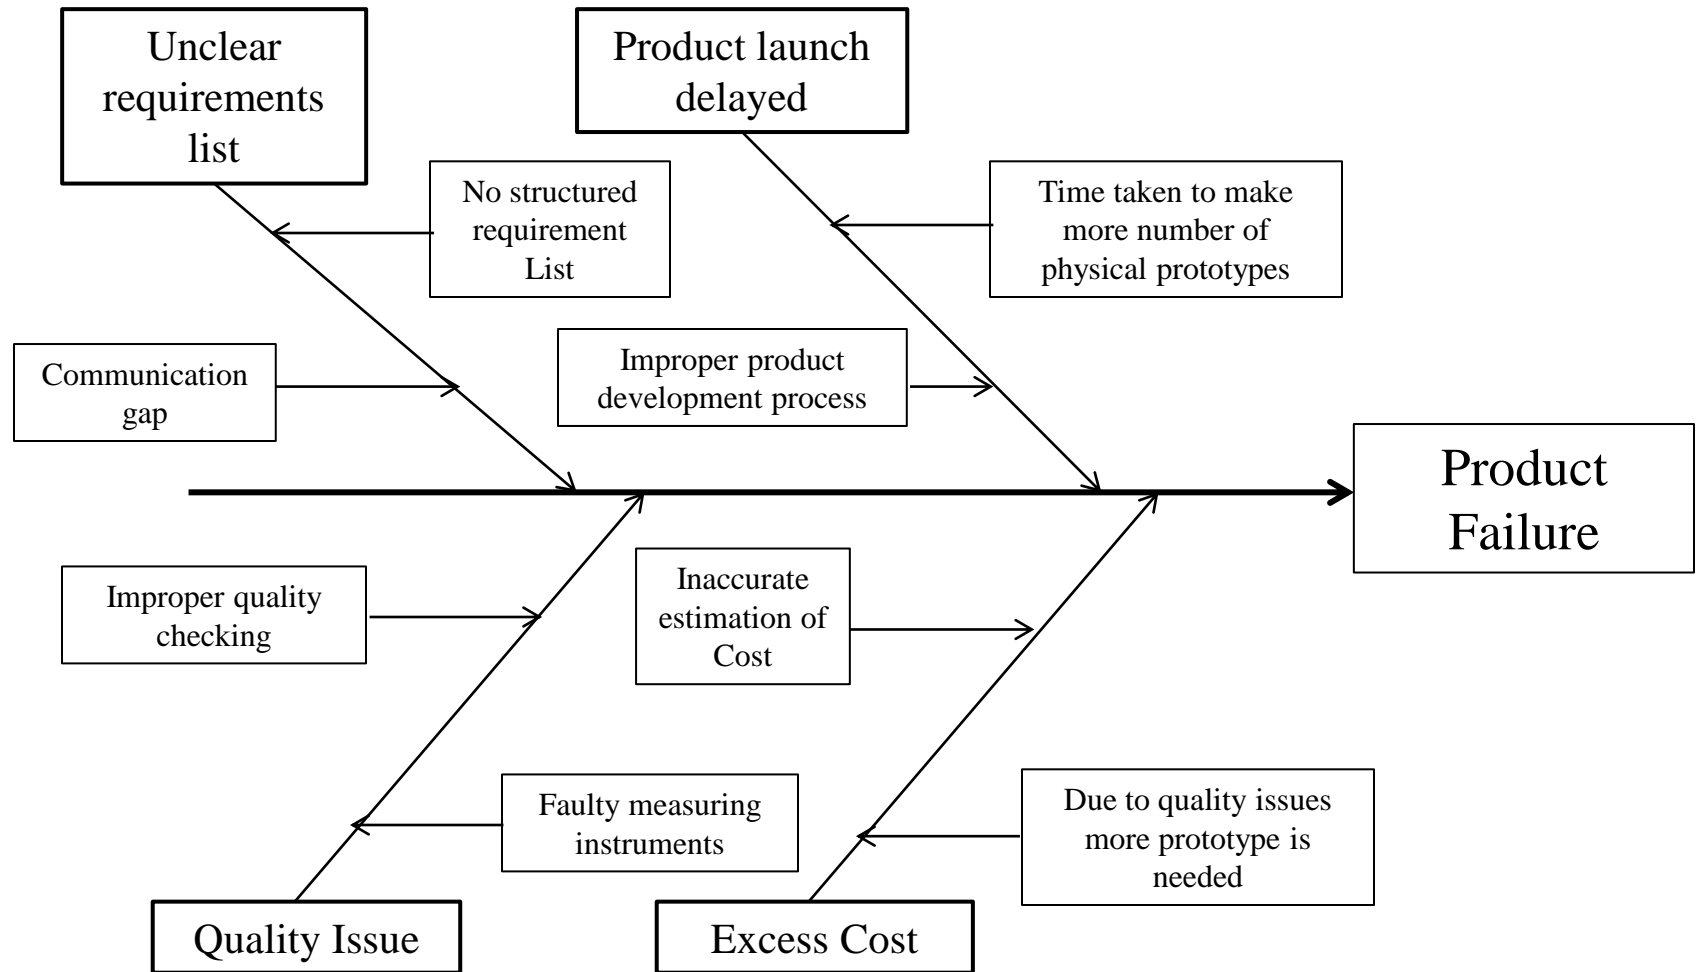 Unclear
requirements
list
Product launch
delayed
No structured
requirement
List
Time taken to make
more number of
physical prototypes
Communication
gap
Improper product
development process
Product
Failure
Improper quality
checking
Inaccurate
estimation of
Cost
Faulty measuring
instruments
Due to quality issues
more prototype is
needed
Quality Issue
Excess Cost